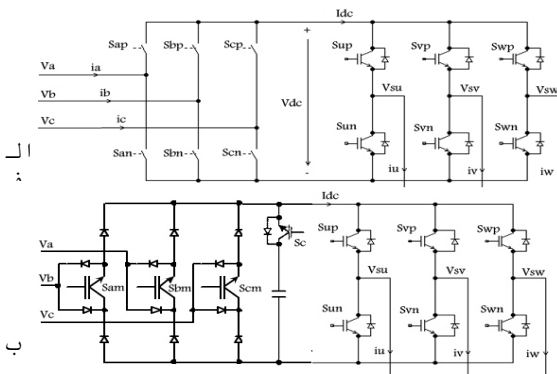 Idc
Sap Sbp Scp + Sup Svp Swp
Va ia
Vb ib Vdc Vsu Vsv Vsw
Vc ic
San Sbn Scn Sun Svn Swn
- iu iv iw
الـ
Idc
Sc Sup Svp Swp
Va
Vb Sam Sbm Scm Vsu Vsv Vsw
Vc Sun Svn Swn
iu iv iw
ب